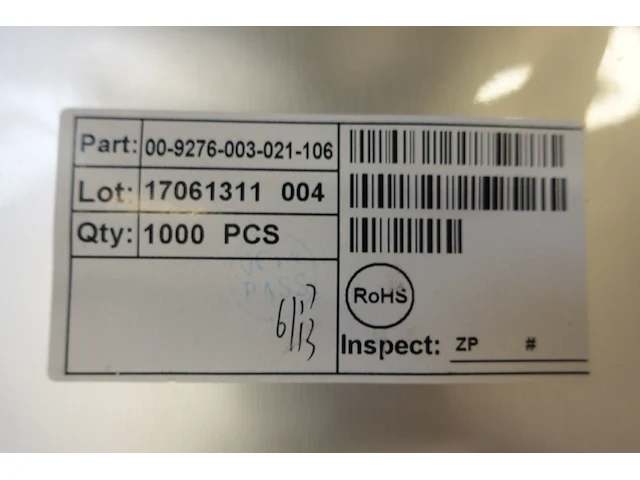 Part: 00-9276-003-021-106
Lot: 17061311 004
Qty: 1000 PCS
PASS
6/13
RoHS
Inspect: ZP #